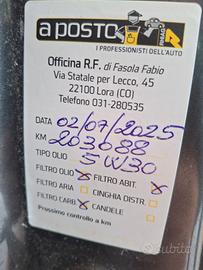 a posto
I PROFESSIONISTI DELL'AUTO
Officina R.F. di Fasola Fabio
Via Statale per Lecco, 45
22100 Lora (CO)
Telefono 031-280535
DATA 02/07/2025
KM 203088
TIPO OLIO 5W30
FILTRO OLIO FILTRO ABIT.
FILTRO ARIA CINGHIA DISTR.
FILTRO CARB. CANDELE
Prossimo controllo a km
subito